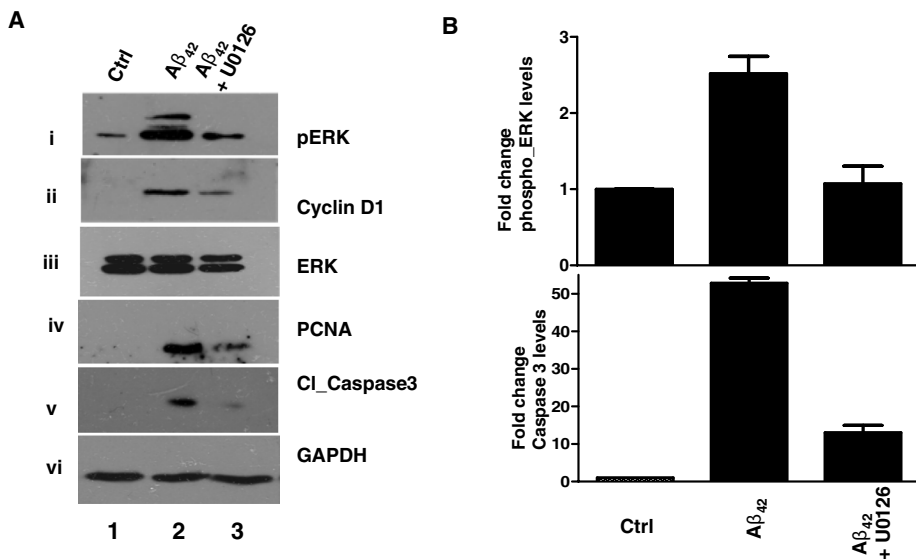 A
Ctrl
Aβ42
Aβ42
+ U0126
i
pERK
ii
Cyclin D1
iii
ERK
iv
PCNA
v
Cl_Caspase3
vi
GAPDH
1 2 3
B
Fold change
phospho_ERK levels
3
2
1
0
Fold change
Caspase 3 levels
50
40
30
20
10
0
Ctrl
Aβ42
Aβ42
+ U0126